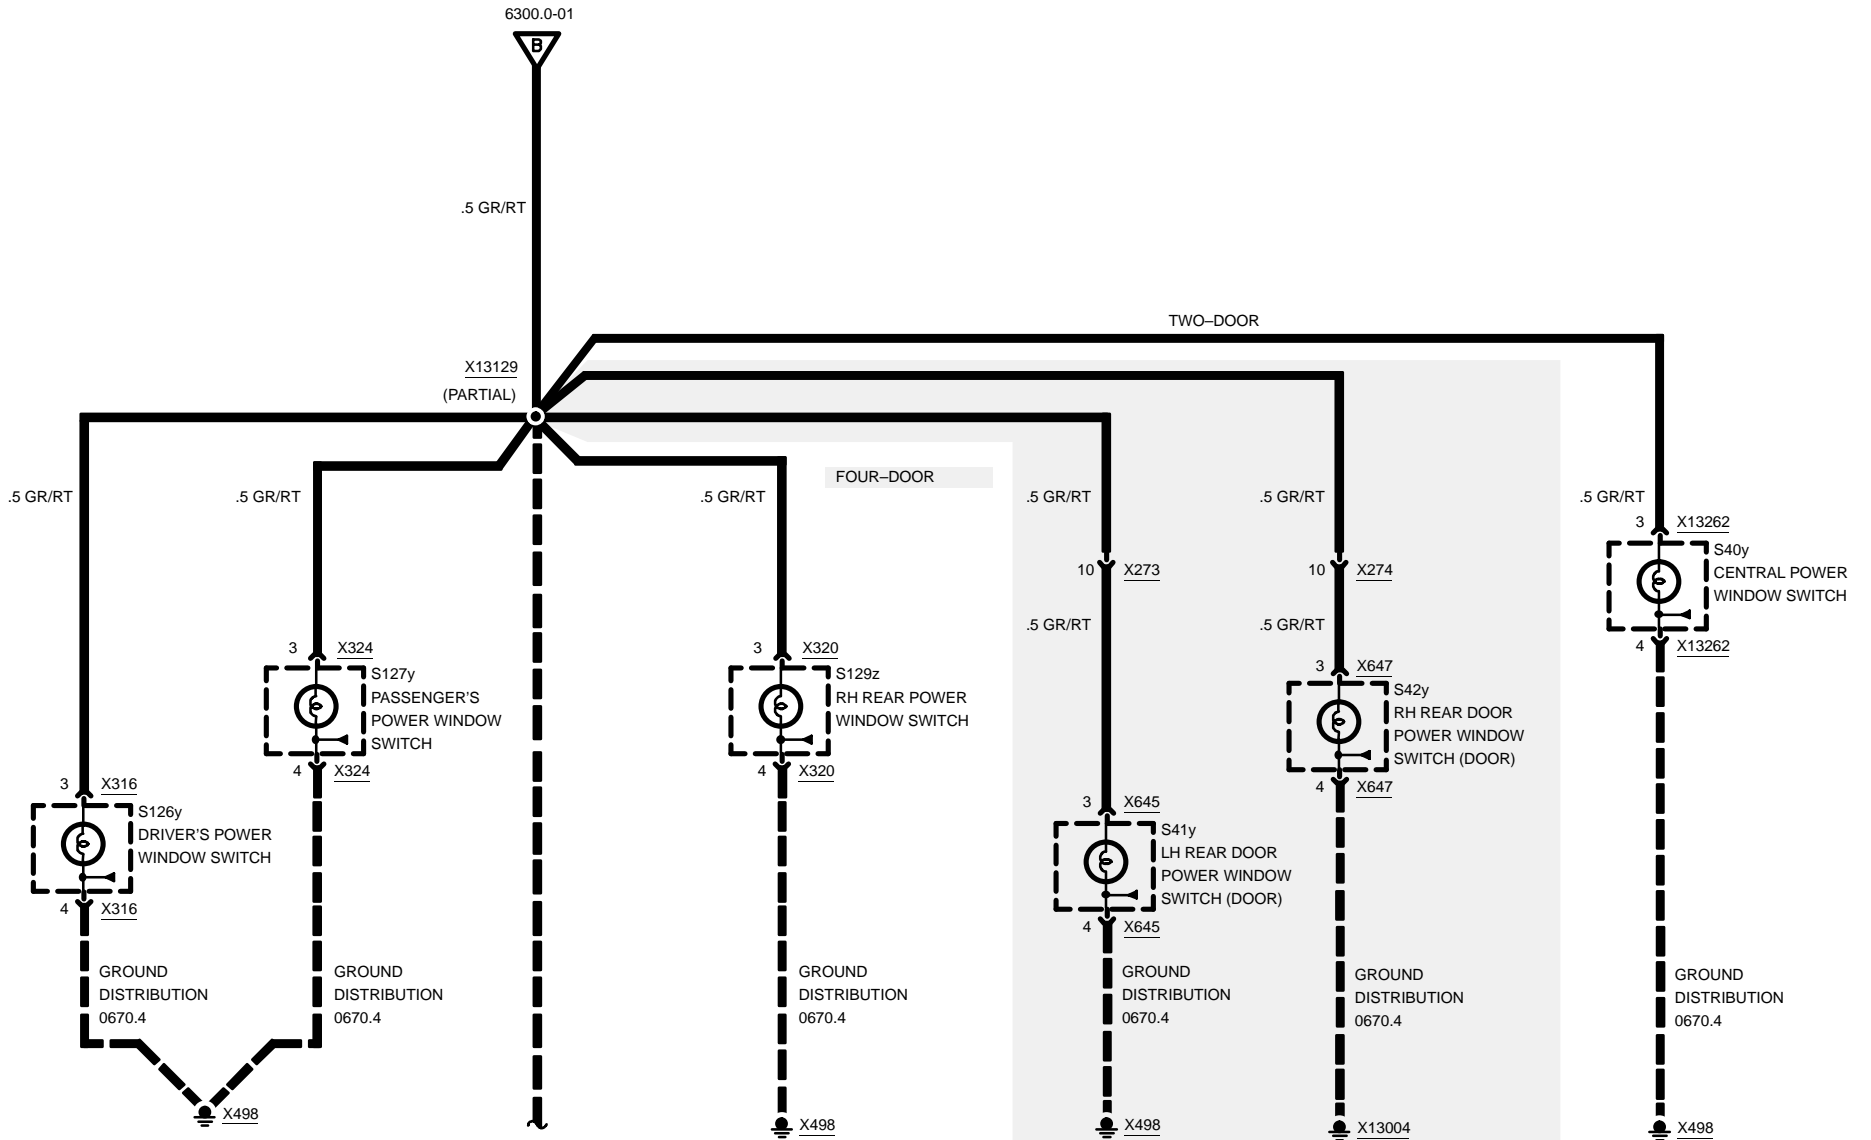 6300.0-01
B
.5 GR/RT
TWO–DOOR
X13129
(PARTIAL)
FOUR–DOOR
.5 GR/RT
.5 GR/RT
.5 GR/RT
.5 GR/RT
.5 GR/RT
.5 GR/RT
3 X13262
S40y
CENTRAL POWER
WINDOW SWITCH
4 X13262
10 X273
10 X274
.5 GR/RT
.5 GR/RT
3 X324
S127y
PASSENGER'S
POWER WINDOW
SWITCH
4 X324
3 X320
S129z
RH REAR POWER
WINDOW SWITCH
4 X320
3 X647
S42y
RH REAR DOOR
POWER WINDOW
SWITCH (DOOR)
4 X647
3 X316
S126y
DRIVER'S POWER
WINDOW SWITCH
4 X316
3 X645
S41y
LH REAR DOOR
POWER WINDOW
SWITCH (DOOR)
4 X645
GROUND
DISTRIBUTION
0670.4
GROUND
DISTRIBUTION
0670.4
GROUND
DISTRIBUTION
0670.4
GROUND
DISTRIBUTION
0670.4
GROUND
DISTRIBUTION
0670.4
GROUND
DISTRIBUTION
0670.4
X498
X498
X498
X13004
X498